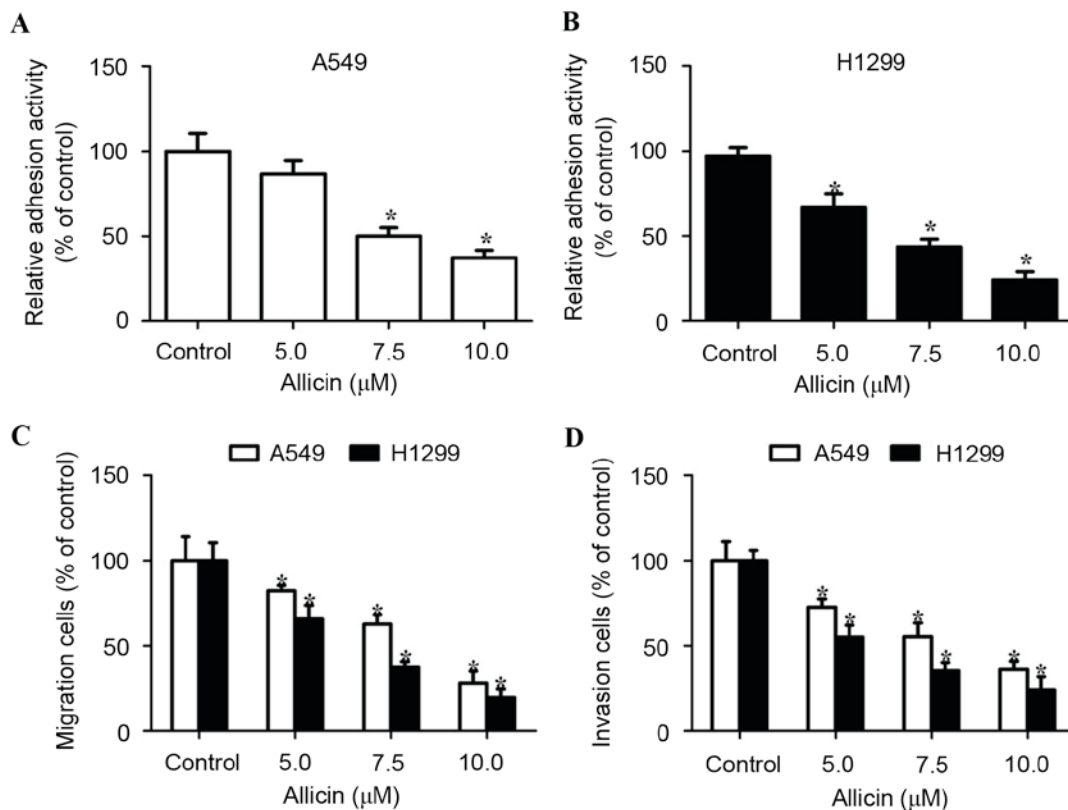 A
A549
Relative adhesion activity
(% of control)
150
100
50
0
*
*
Control 5.0 7.5 10.0
Allicin (μM)
B
H1299
Relative adhesion activity
(% of control)
150
100
50
0
*
*
*
Control 5.0 7.5 10.0
Allicin (μM)
C
A549 H1299
Migration cells (% of control)
150
100
50
0
* * * * * *
Control 5.0 7.5 10.0
Allicin (μM)
D
A549 H1299
Invasion cells (% of control)
150
100
50
0
* * * * * *
Control 5.0 7.5 10.0
Allicin (μM)